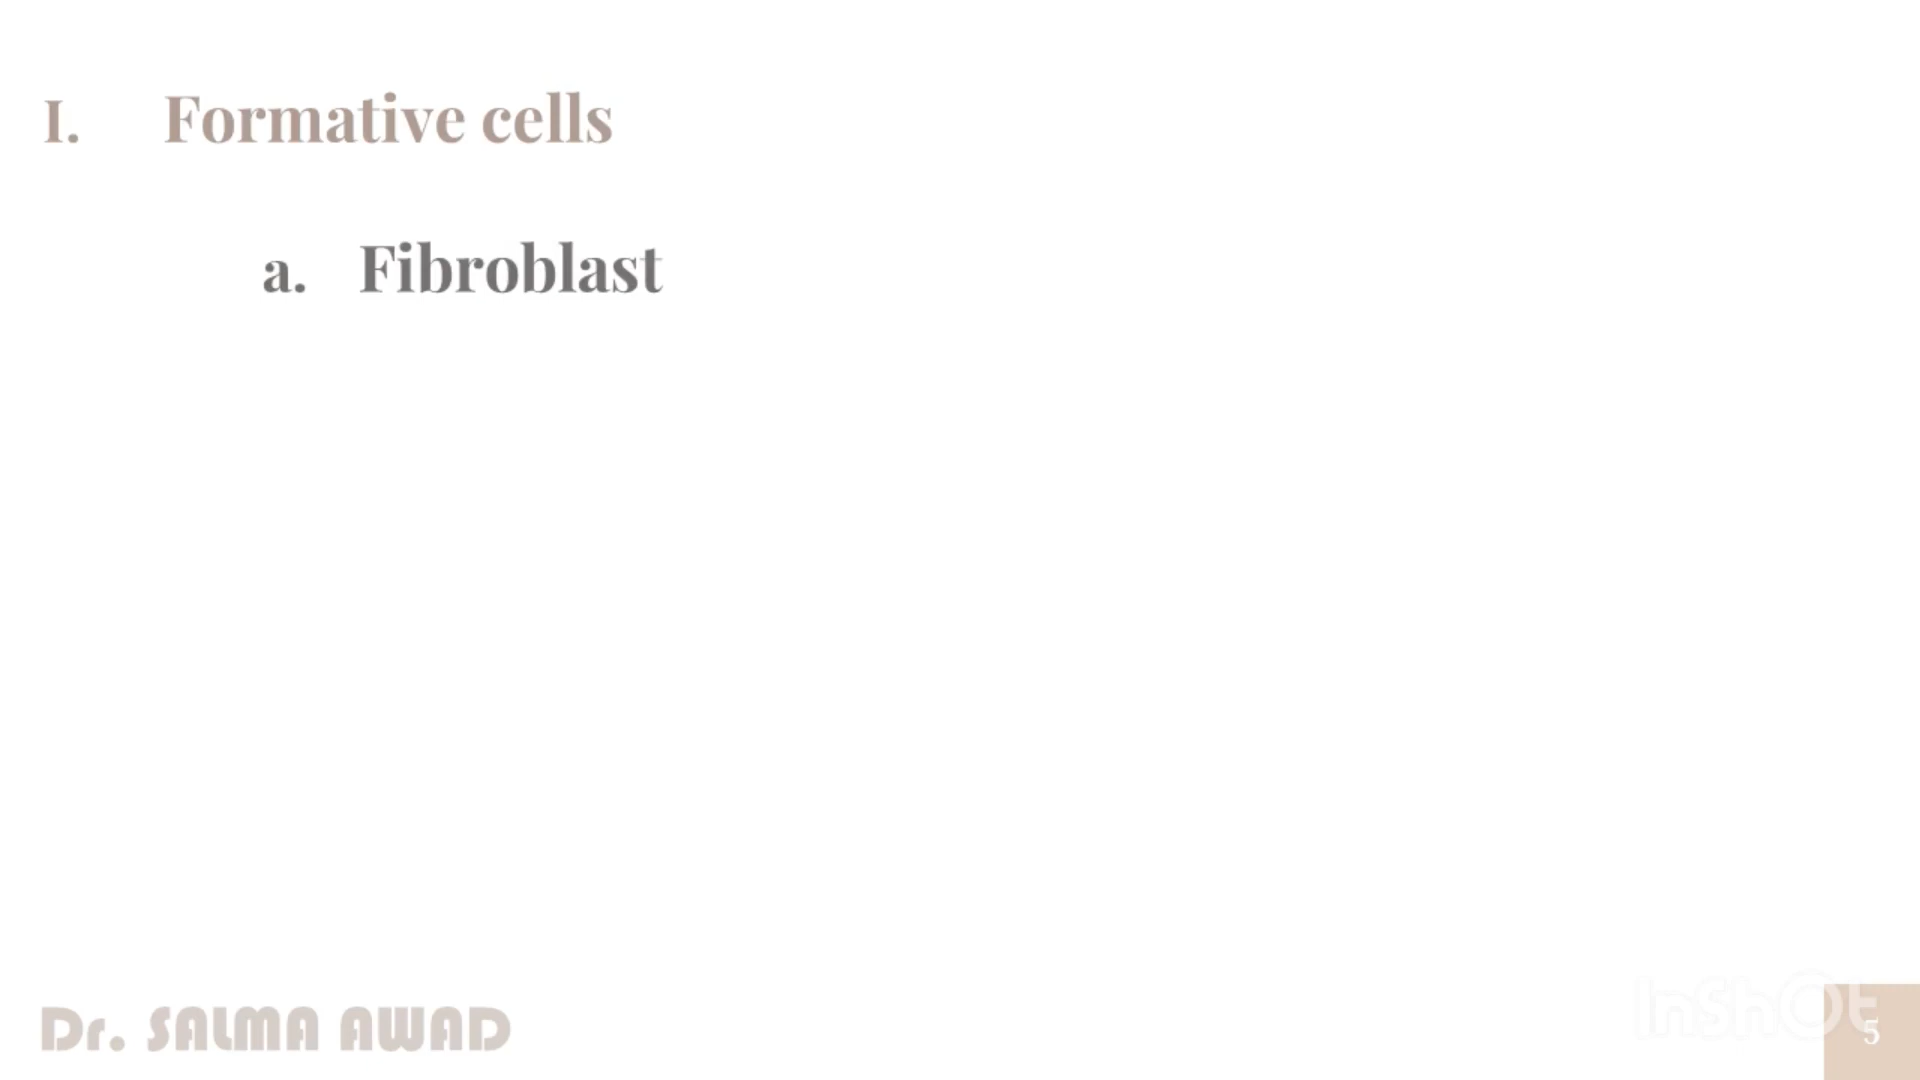 I. Formative cells
a. Fibroblast
Dr. SALMA AWAD
InShOt
5